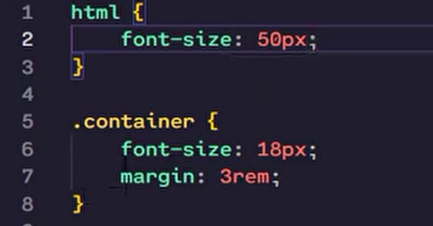 1 html {
2     font-size: 50px;
3 }
4
5 .container {
6     font-size: 18px;
7     margin: 3rem;
8 }